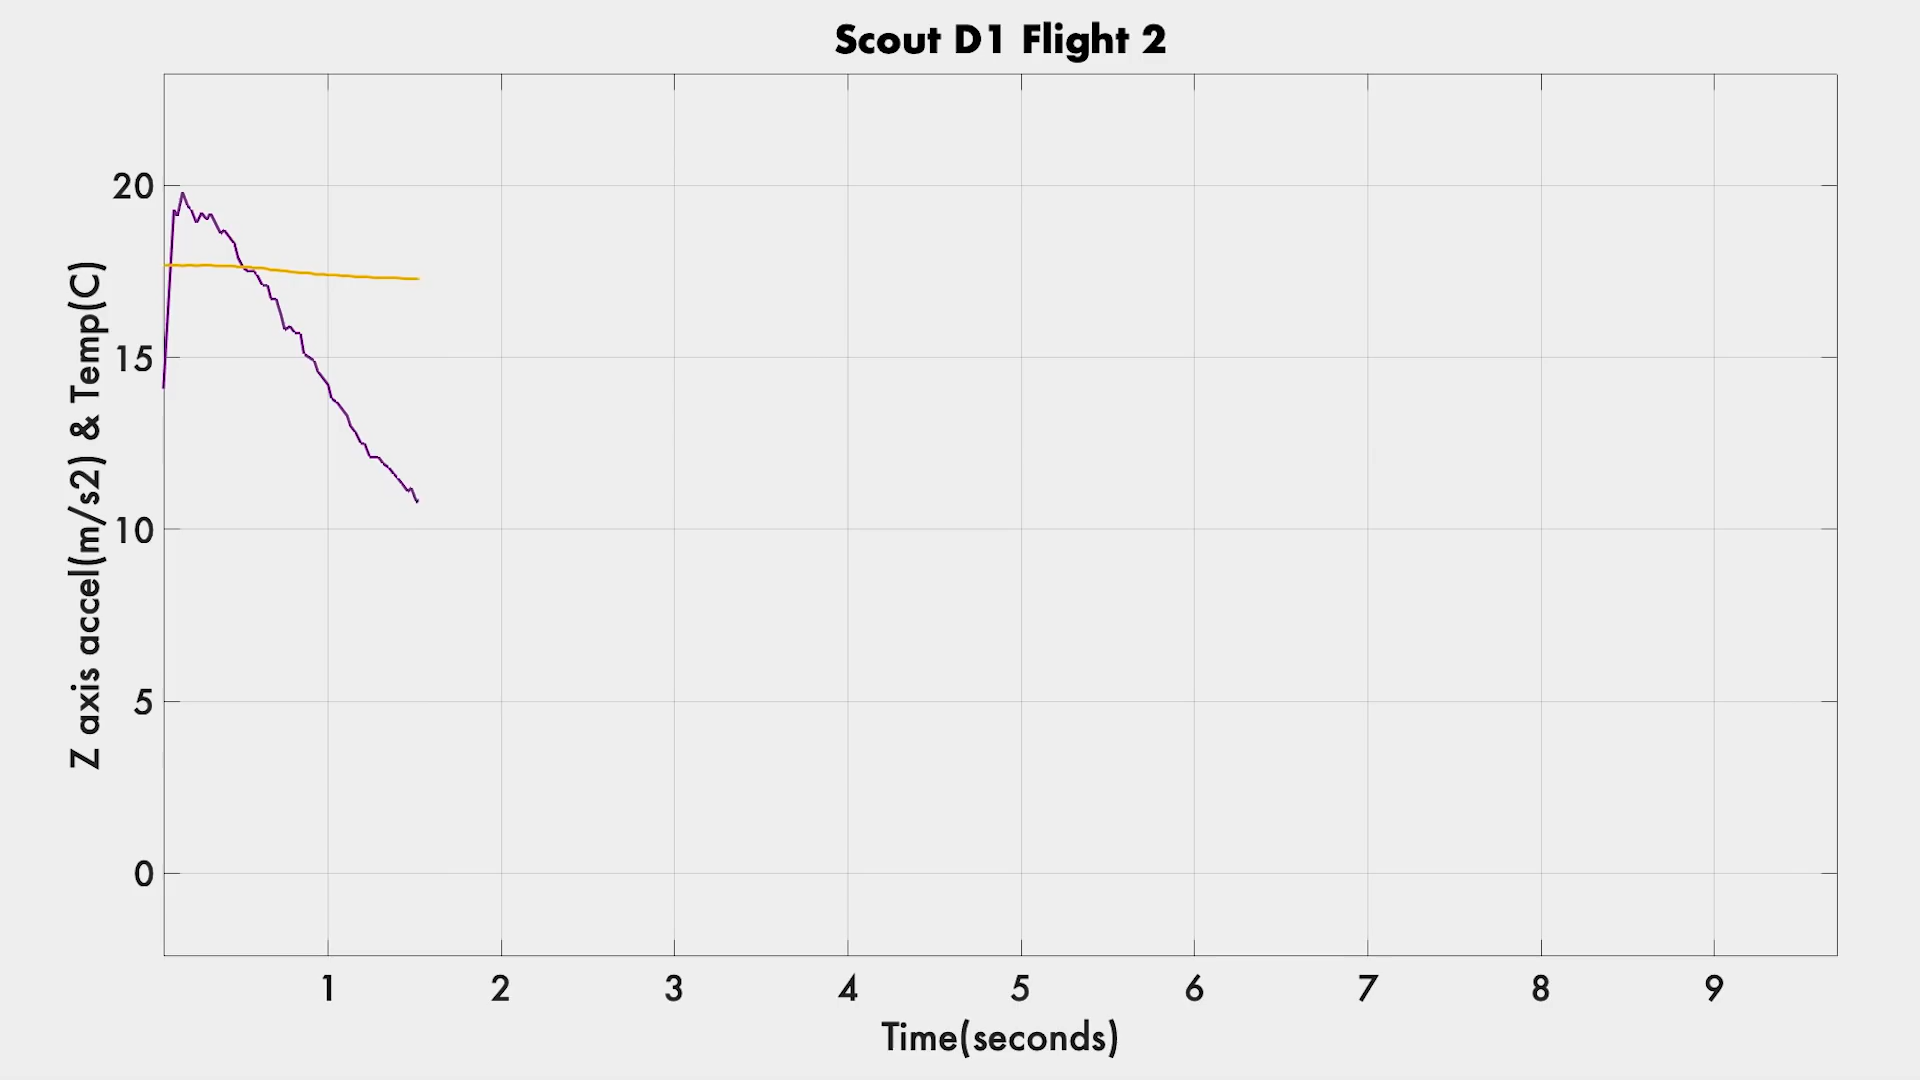 Scout D1 Flight 2
Z axis accel(m/s2) & Temp(C)
20
15
10
5
0
1 2 3 4 5 6 7 8 9
Time(seconds)